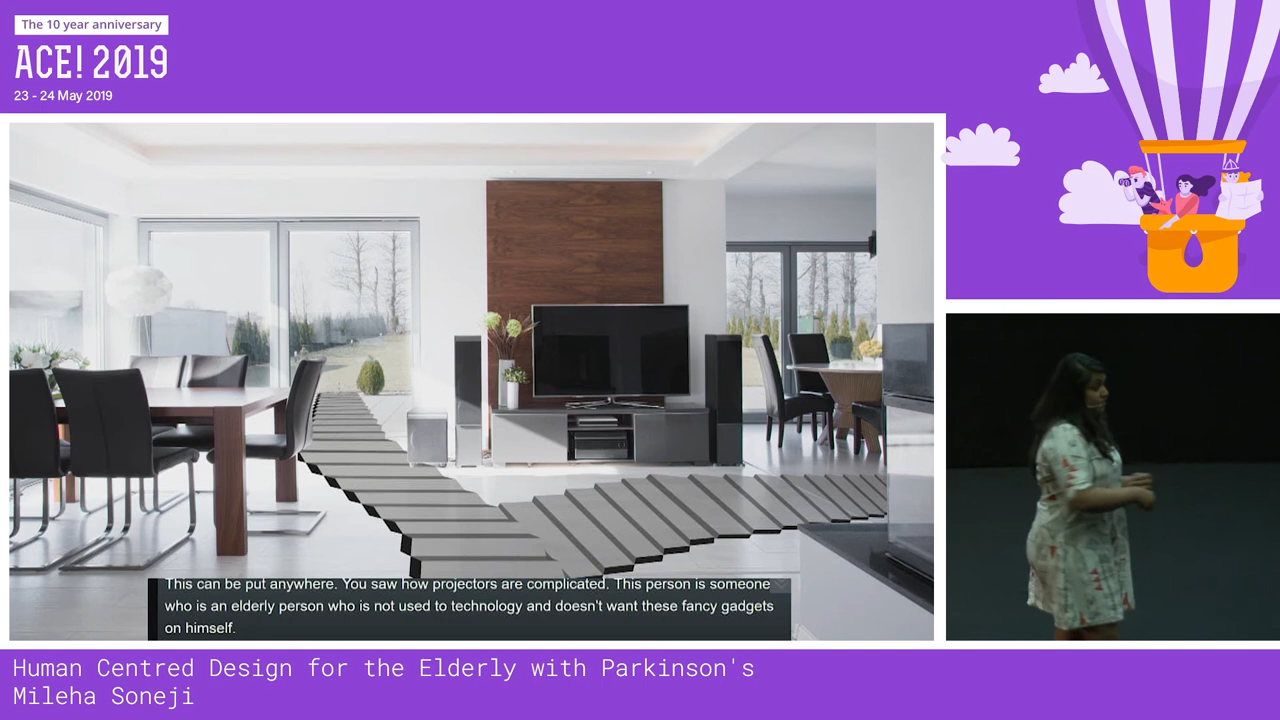 The 10 year anniversary
ACE! 2019
23 - 24 May 2019
This can be put anywhere. You saw how projectors are complicated. This person is someone
who is an elderly person who is not used to technology and doesn't want these fancy gadgets
on himself.
Human Centred Design for the Elderly with Parkinson's
Mileha Soneji